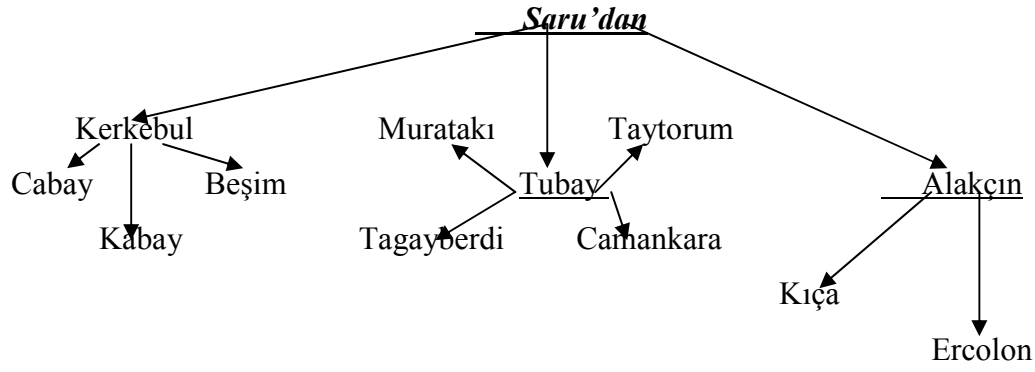 Saru’dan
Kerkebul Muratakı Taytorum
Cabay Beşim Tubay Alakçın
Kabay Tagayberdi Camankara
Kıça
Ercolon